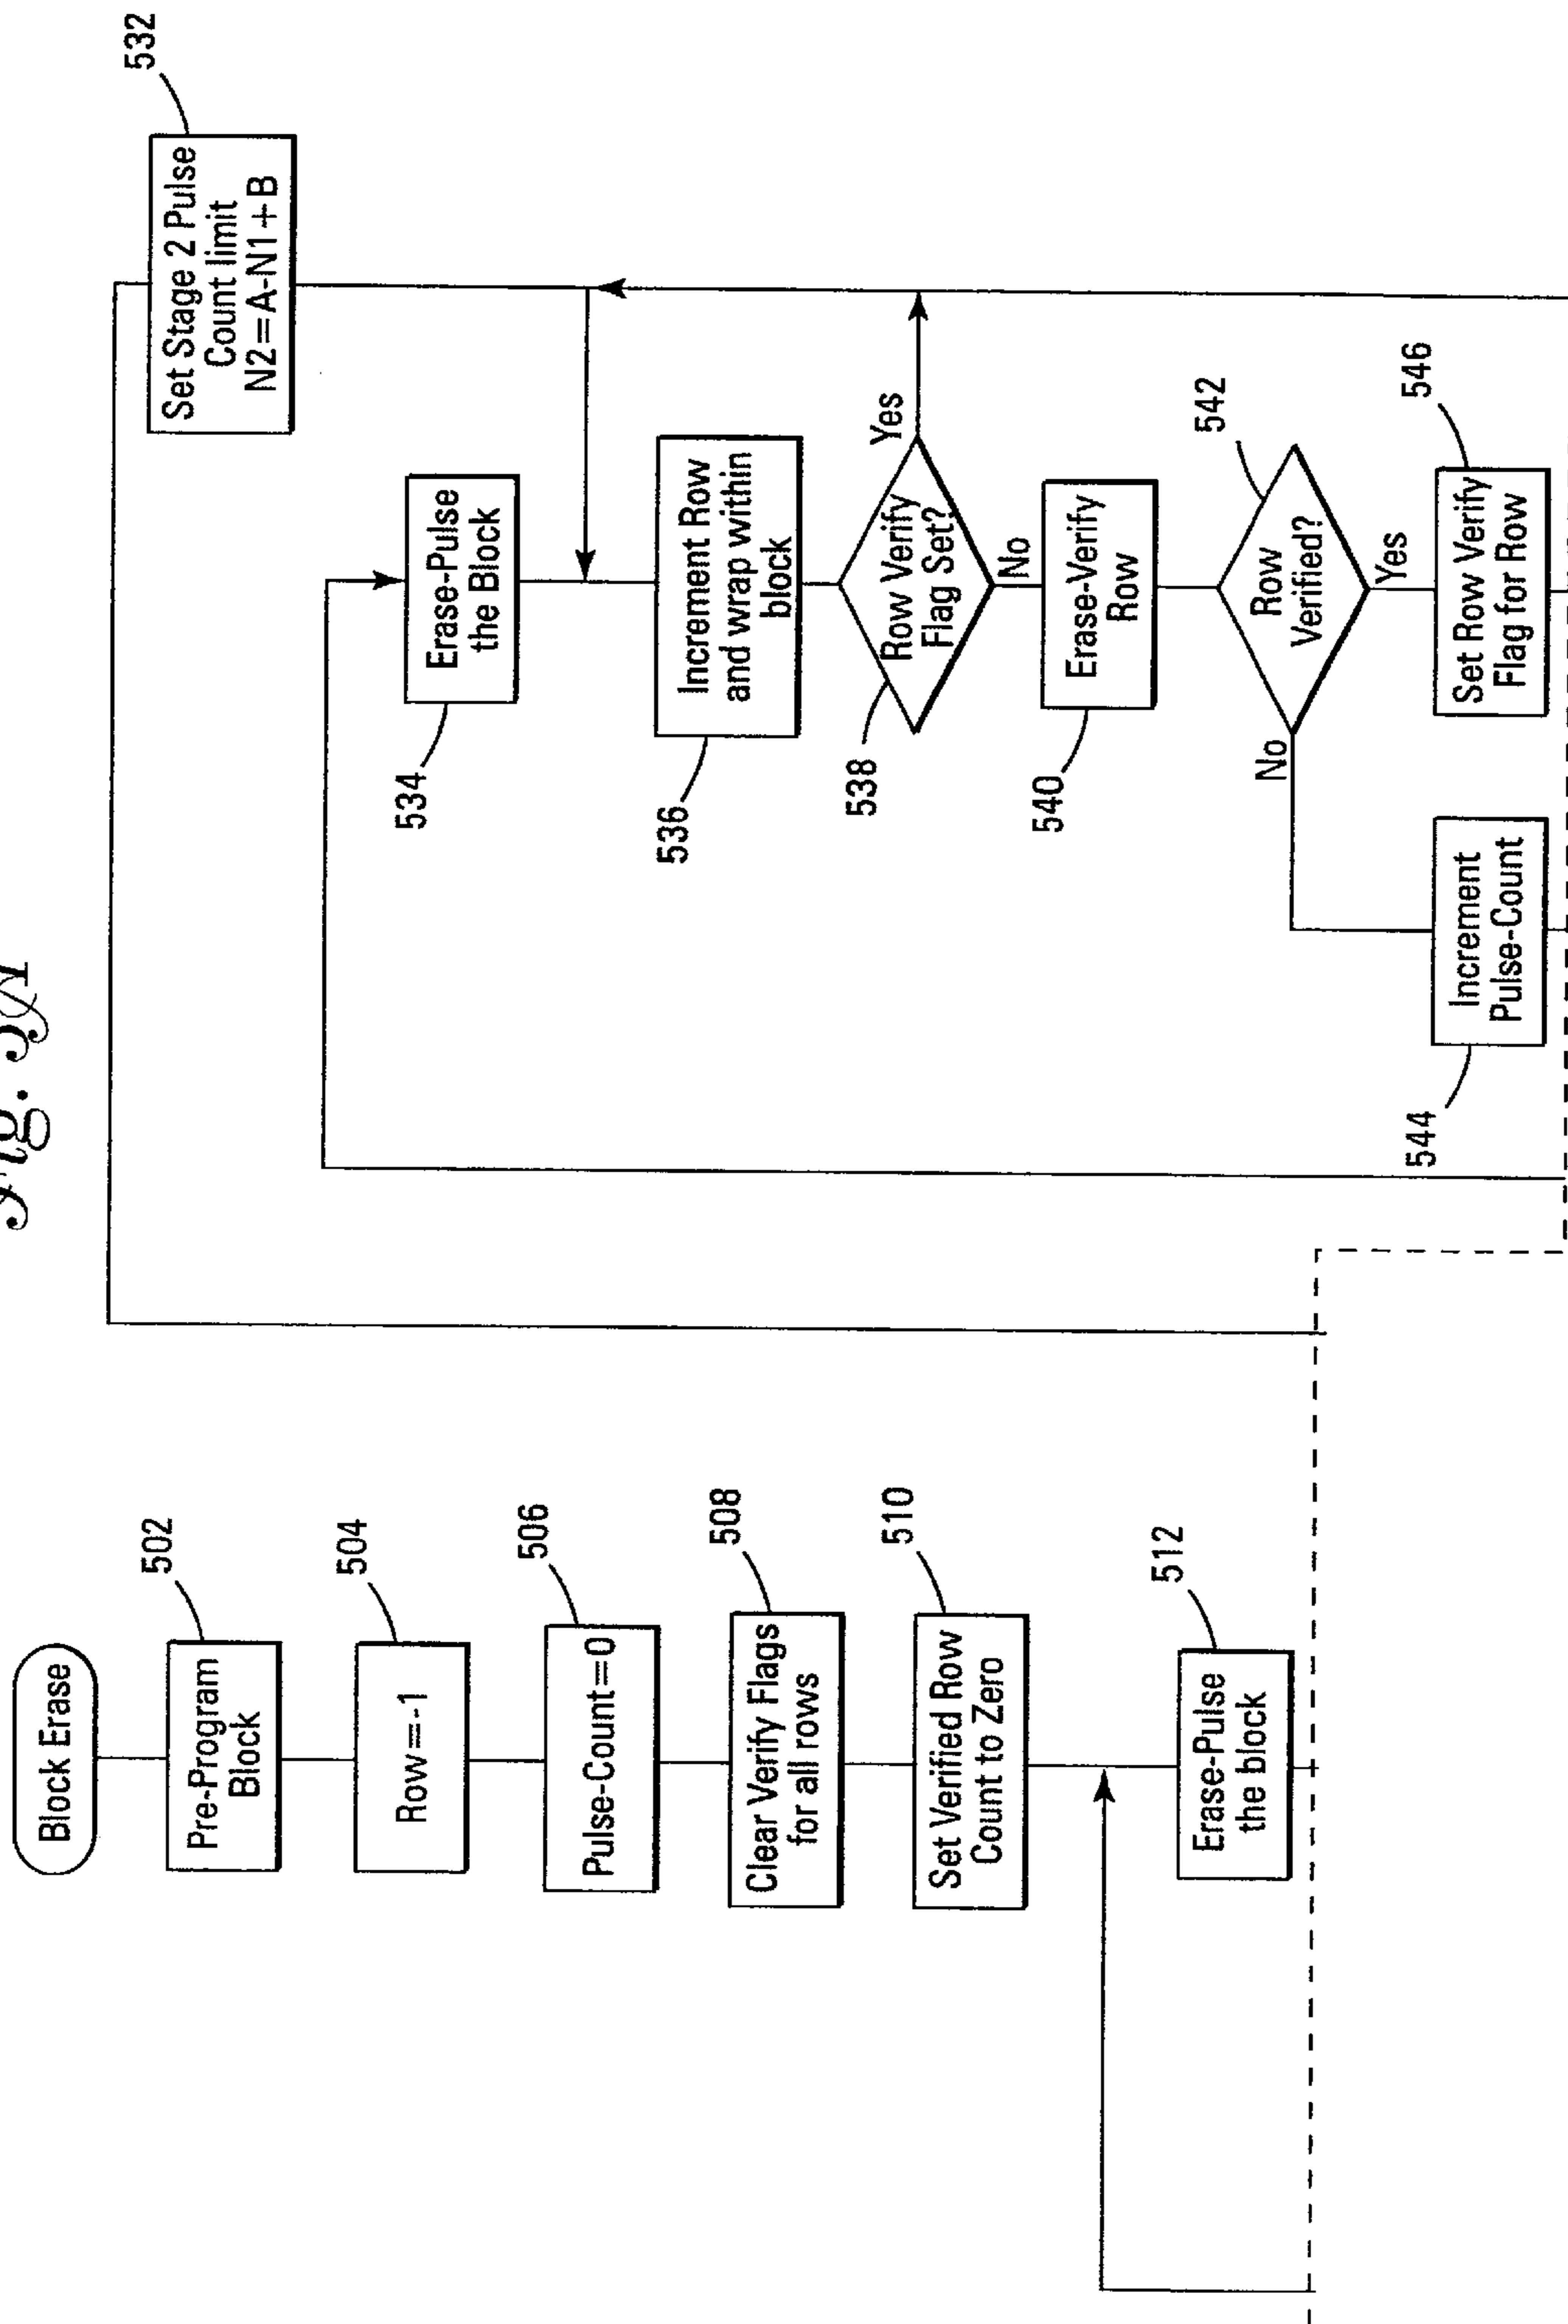 Fig. 5A
Block Erase
502
Pre-Program
Block
504
Row=-1
506
Pulse-Count=0
508
Clear Verify Flags
for all rows
510
Set Verified Row
Count to Zero
512
Erase-Pulse
the block
532
Set Stage 2 Pulse
Count limit
N2=A-N1+B
534
Erase-Pulse
the Block
536
Increment Row
and wrap within
block
538
Row Verify
Flag Set?
Yes
No
540
Erase-Verify
Row
542
Row
Verified?
No
Yes
544
Increment
Pulse-Count
546
Set Row Verify
Flag for Row